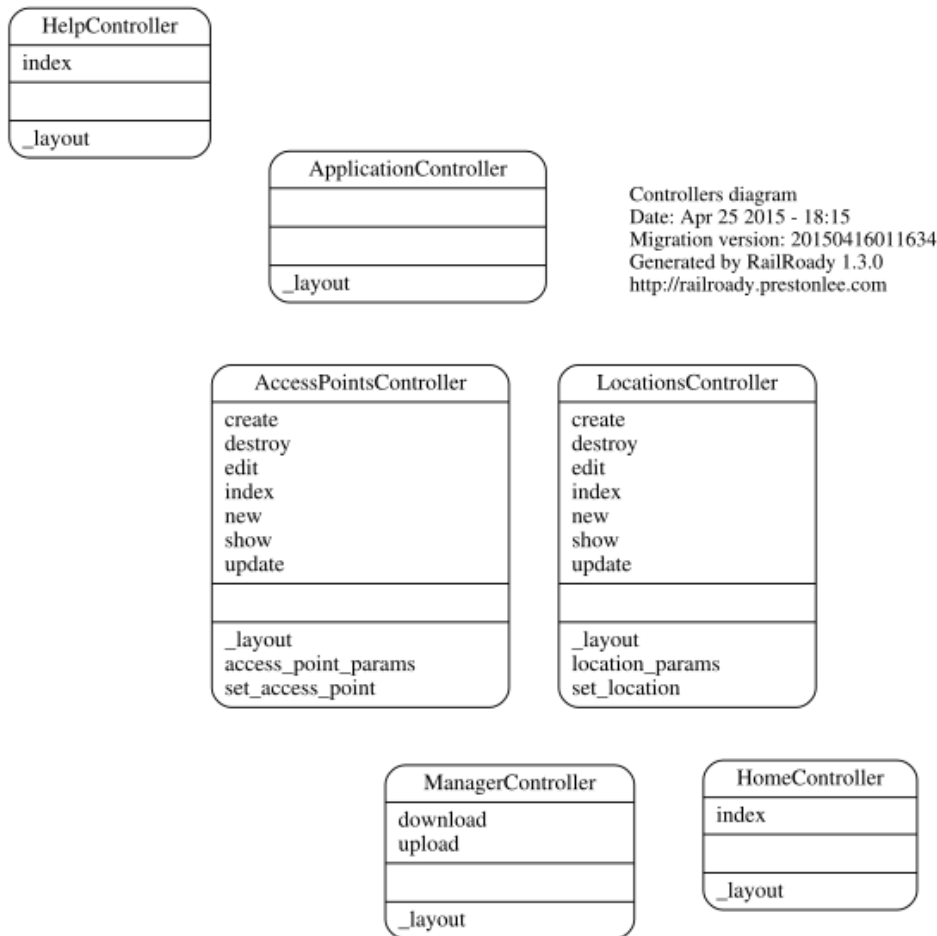 HelpController
index
_layout
ApplicationController
_layout
Controllers diagram
Date: Apr 25 2015 - 18:15
Migration version: 20150416011634
Generated by RailRoady 1.3.0
http://railroady.prestonlee.com
AccessPointsController
create
destroy
edit
index
new
show
update
_layout
access_point_params
set_access_point
LocationsController
create
destroy
edit
index
new
show
update
_layout
location_params
set_location
ManagerController
download
upload
_layout
HomeController
index
_layout